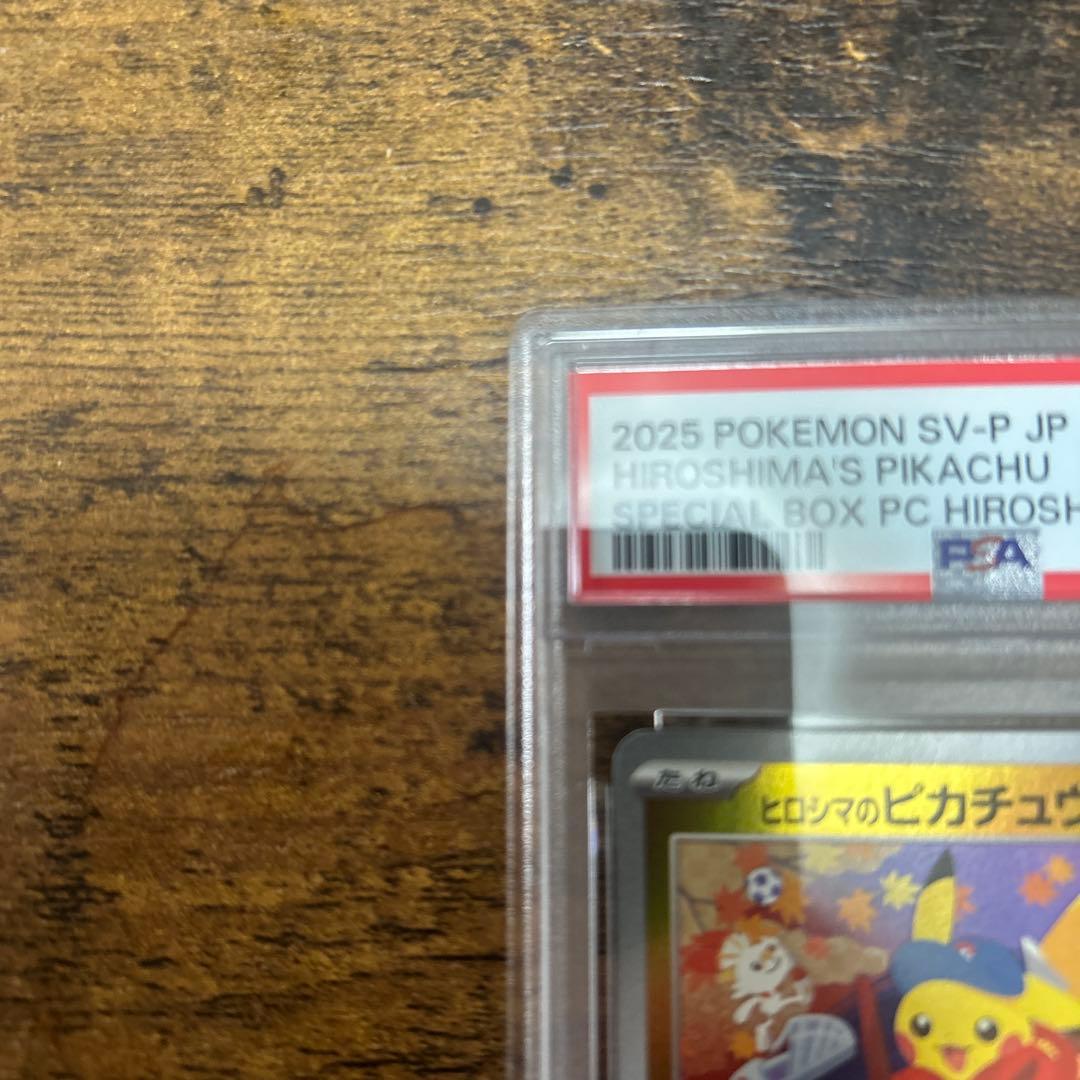 2025 POKEMON SV-P JP
HIROSHIMA'S PIKACHU
SPECIAL BOX PC HIROSH
PSA
たね
ヒロシマのピカチュウ